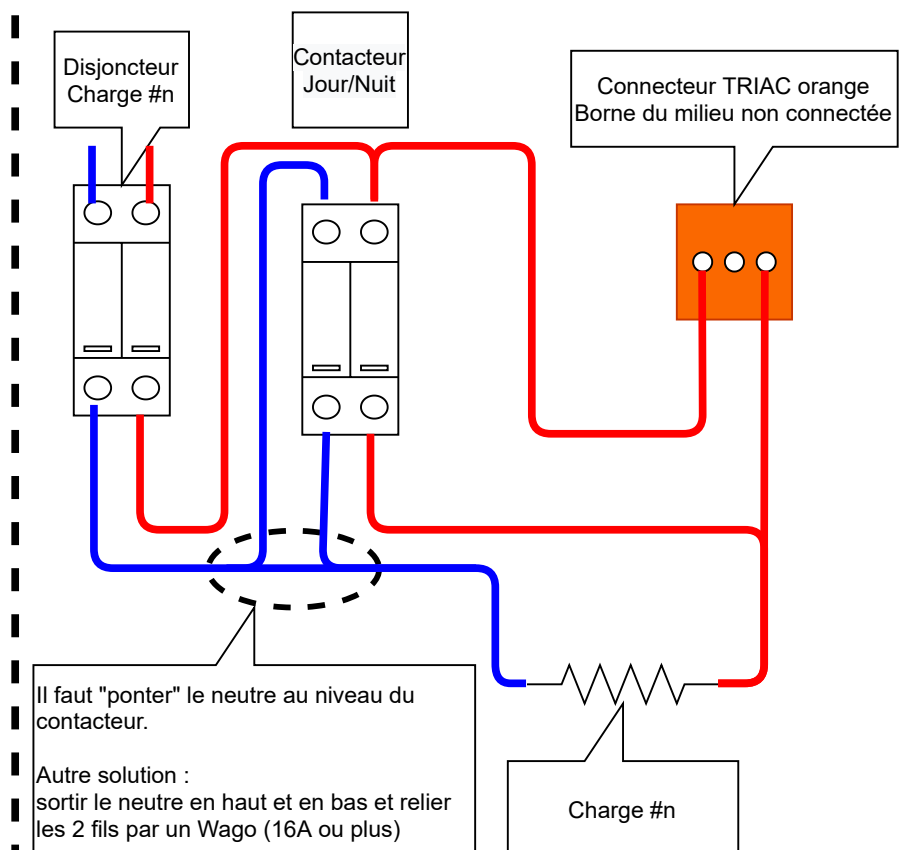 Disjoncteur
Charge #n
Contacteur
Jour/Nuit
Connecteur TRIAC orange
Borne du milieu non connectée
Il faut "ponter" le neutre au niveau du
contacteur.
Autre solution :
sortir le neutre en haut et en bas et relier
les 2 fils par un Wago (16A ou plus)
Charge #n